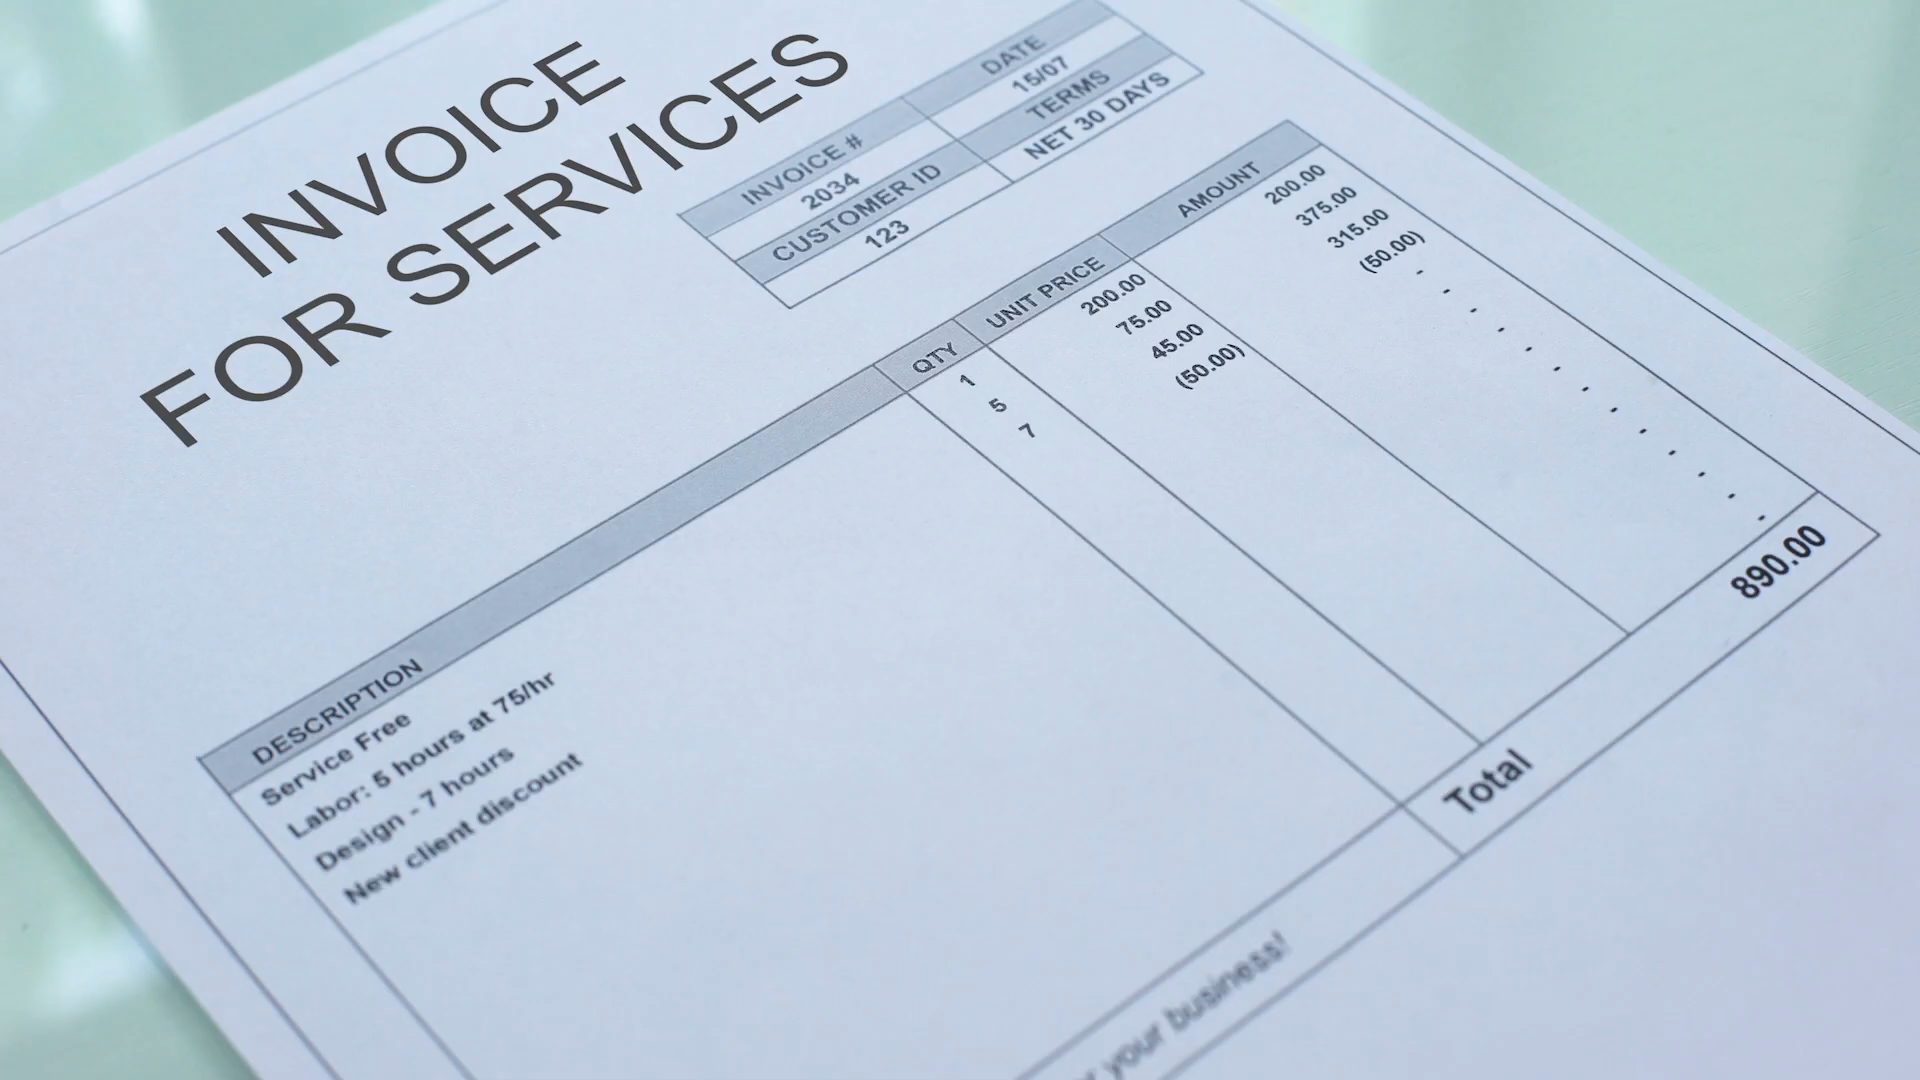 INVOICE
FOR SERVICES
INVOICE # DATE
2034 15/07
CUSTOMER ID TERMS
123 NET 30 DAYS
DESCRIPTION QTY UNIT PRICE AMOUNT
Service Free 1 200.00 200.00
Labor: 5 hours at 75/hr 5 75.00 375.00
Design - 7 hours 7 45.00 315.00
New client discount (50.00) (50.00)
-
-
-
-
-
-
-
-
-
-
-
-
-
Total 890.00
your business!